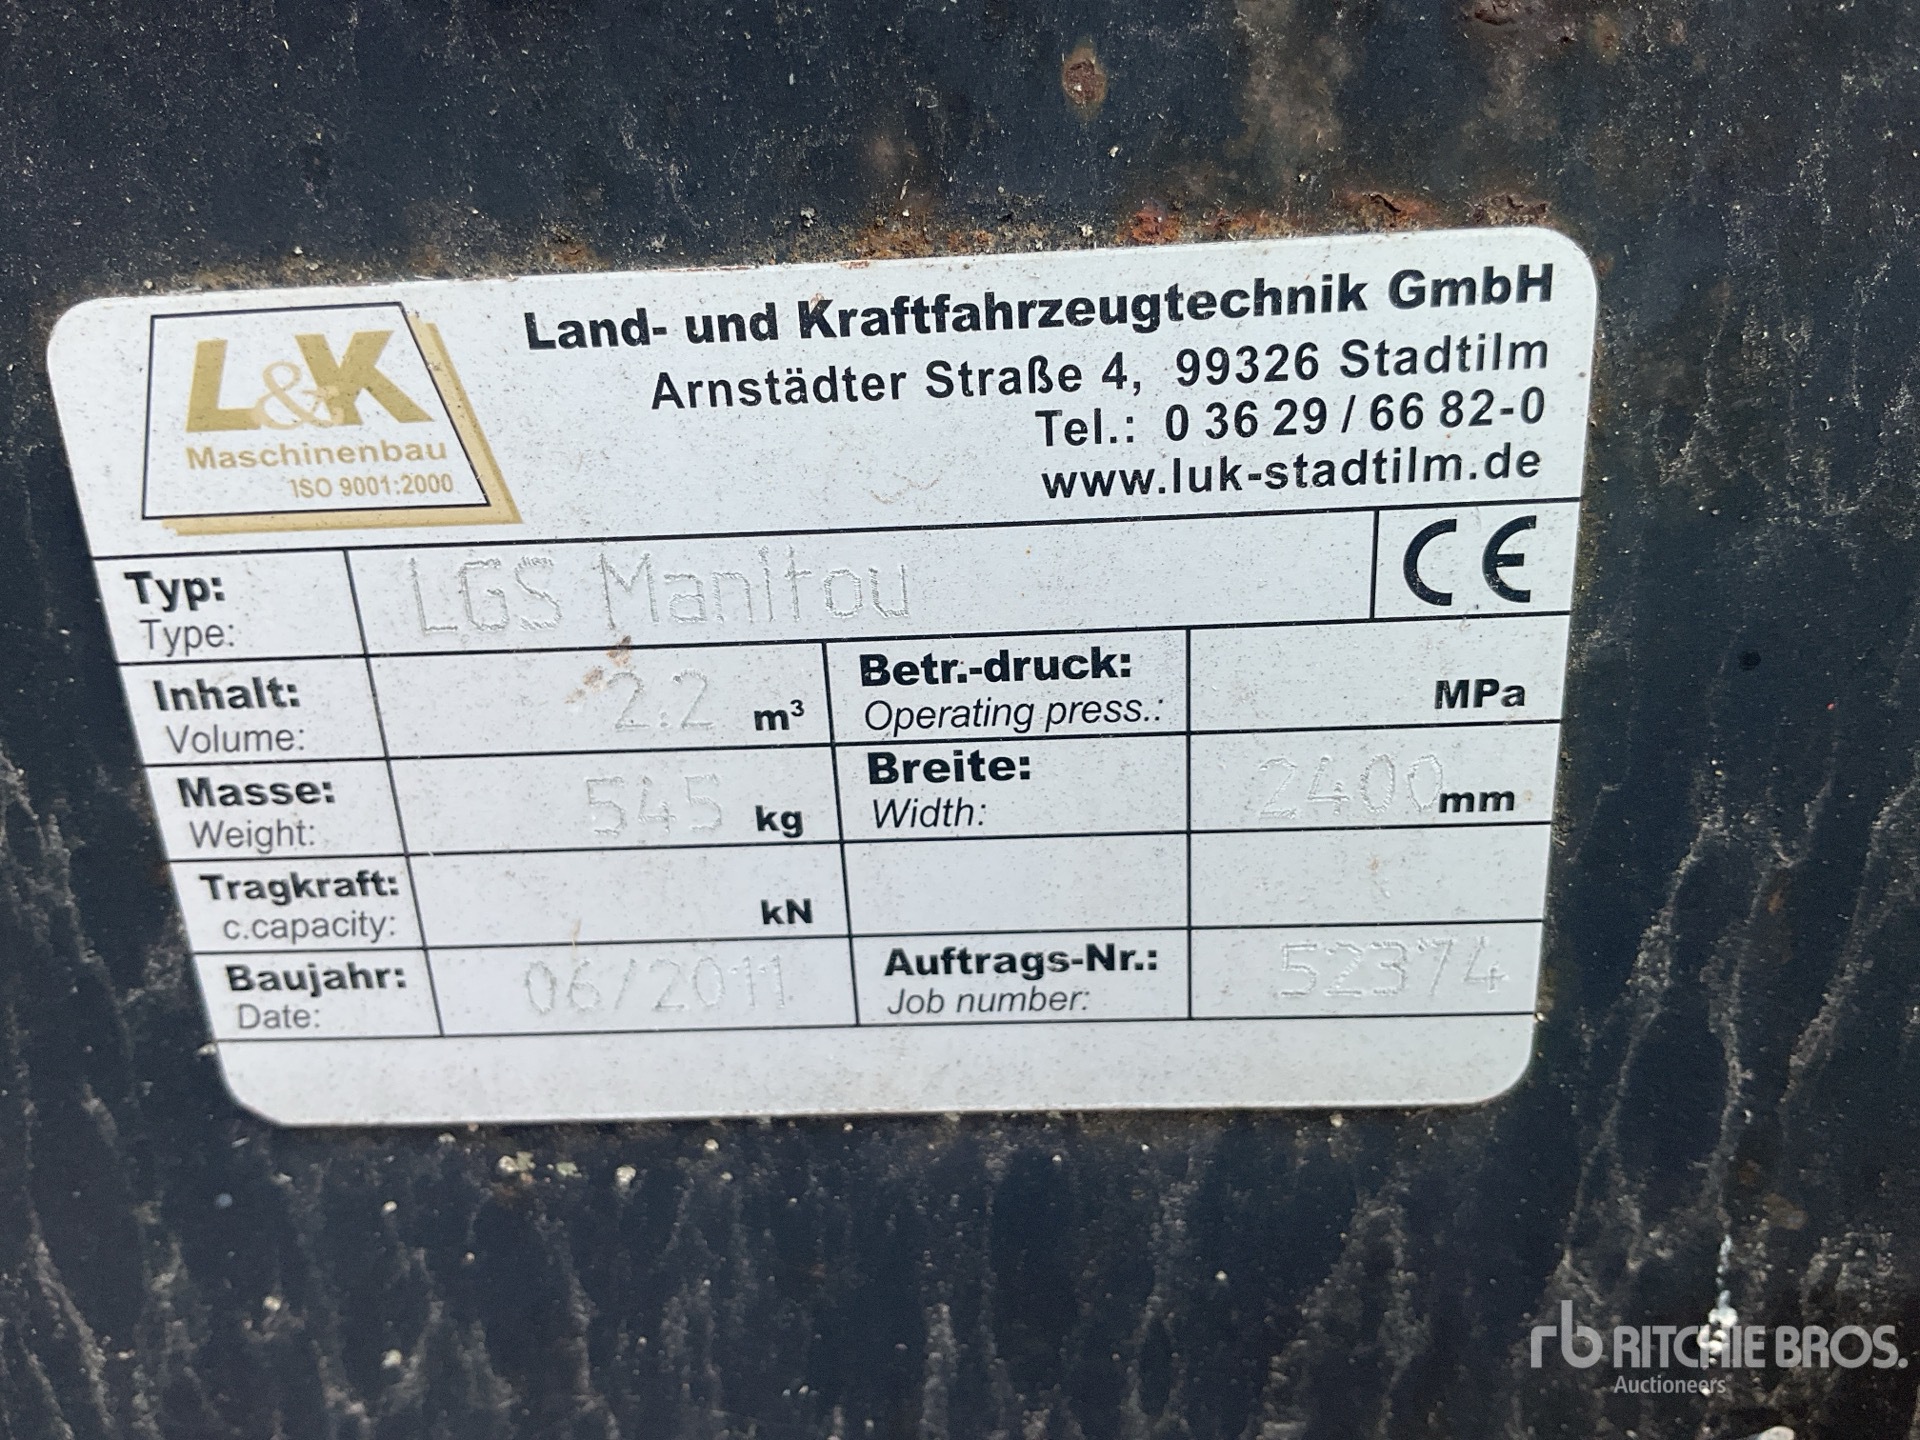 L&K
Maschinenbau
ISO 9001:2000
Land- und Kraftfahrzeugtechnik GmbH
Arnstädter Straße 4, 99326 Stadtilm
Tel.: 0 36 29 / 66 82-0
www.luk-stadtilm.de
Typ: LGS Manitou CE
Type:
Inhalt: 2.2 m³ Betr.-druck: MPa
Volume: Operating press.:
Masse: 545 kg Breite: 2400 mm
Weight: Width:
Tragkraft: kN
c.capacity:
Baujahr: 06/2011 Auftrags-Nr.: 52374
Date: Job number:
rb RITCHIE BROS.
Auctioneers